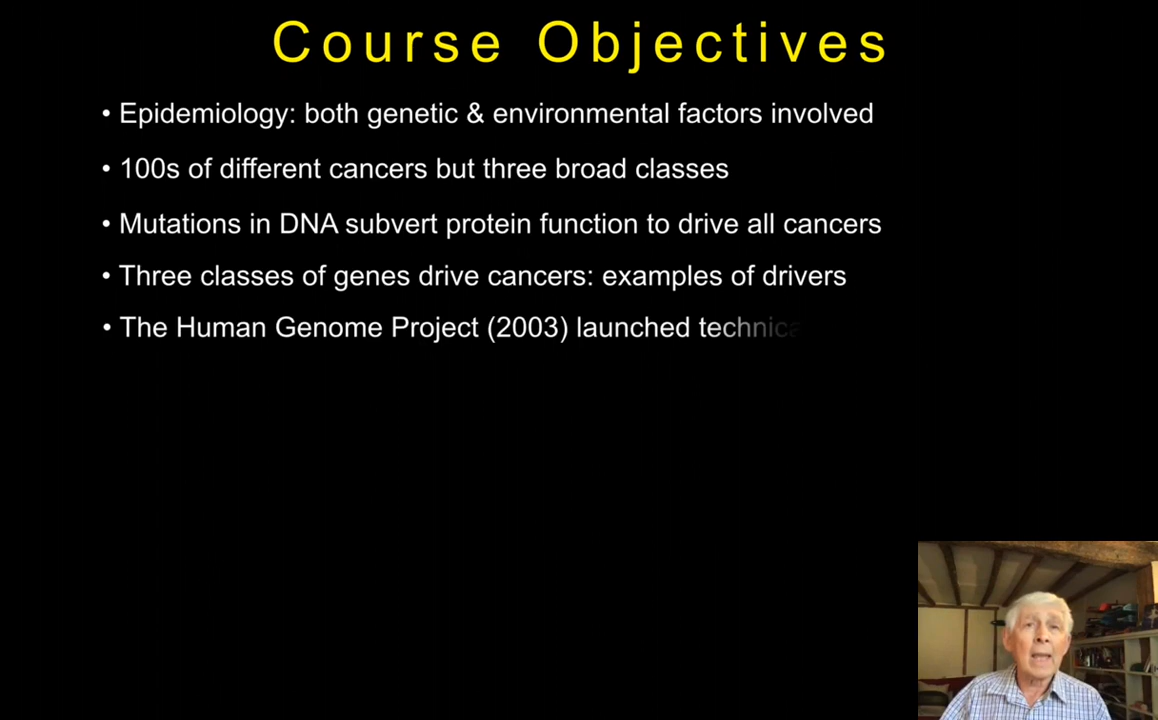 Course Objectives
• Epidemiology: both genetic & environmental factors involved
• 100s of different cancers but three broad classes
• Mutations in DNA subvert protein function to drive all cancers
• Three classes of genes drive cancers: examples of drivers
• The Human Genome Project (2003) launched technica